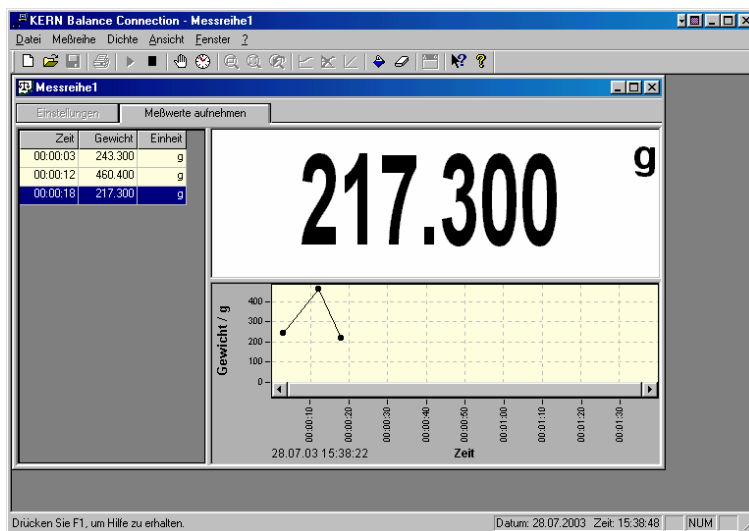 KERN Balance Connection - Messreihe1
Datei Meßreihe Dichte Ansicht Fenster ?
Messreihe1
Einstellungen Meßwerte aufnehmen
Zeit Gewicht Einheit
00:00:03 243.300 g
00:00:12 460.400 g
00:00:18 217.300 g
217.300 g
Gewicht / g
400
300
200
100
0
00:00:10 00:00:20 00:00:30 00:00:40 00:00:50 00:01:00 00:01:10 00:01:20 00:01:30
28.07.03 15:38:22 Zeit
Drücken Sie F1, um Hilfe zu erhalten. Datum: 28.07.2003 Zeit: 15:38:48 NUM